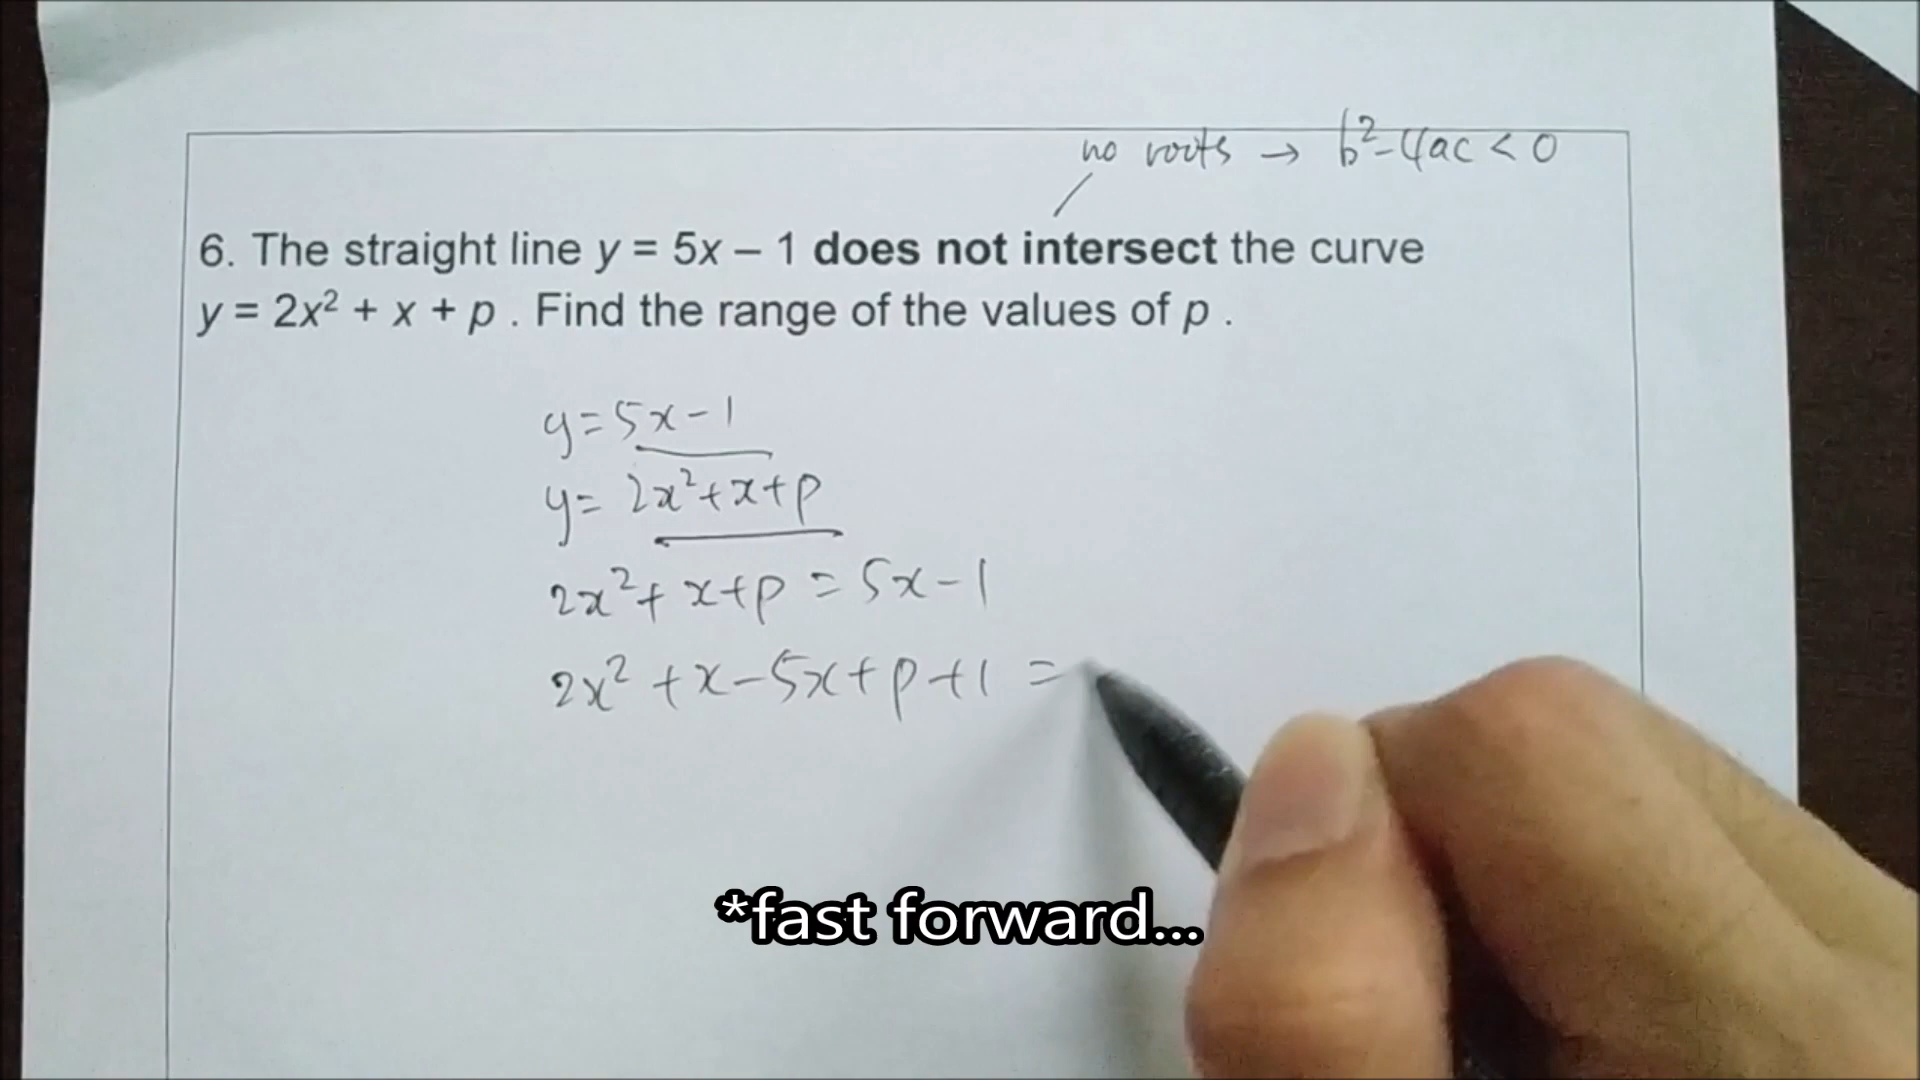 no roots → b²-4ac < 0
6. The straight line y = 5x – 1 does not intersect the curve
y = 2x² + x + p . Find the range of the values of p .
y = 5x - 1
y = 2x² + x + p
2x² + x + p = 5x - 1
2x² + x - 5x + p + 1 =
*fast forward...